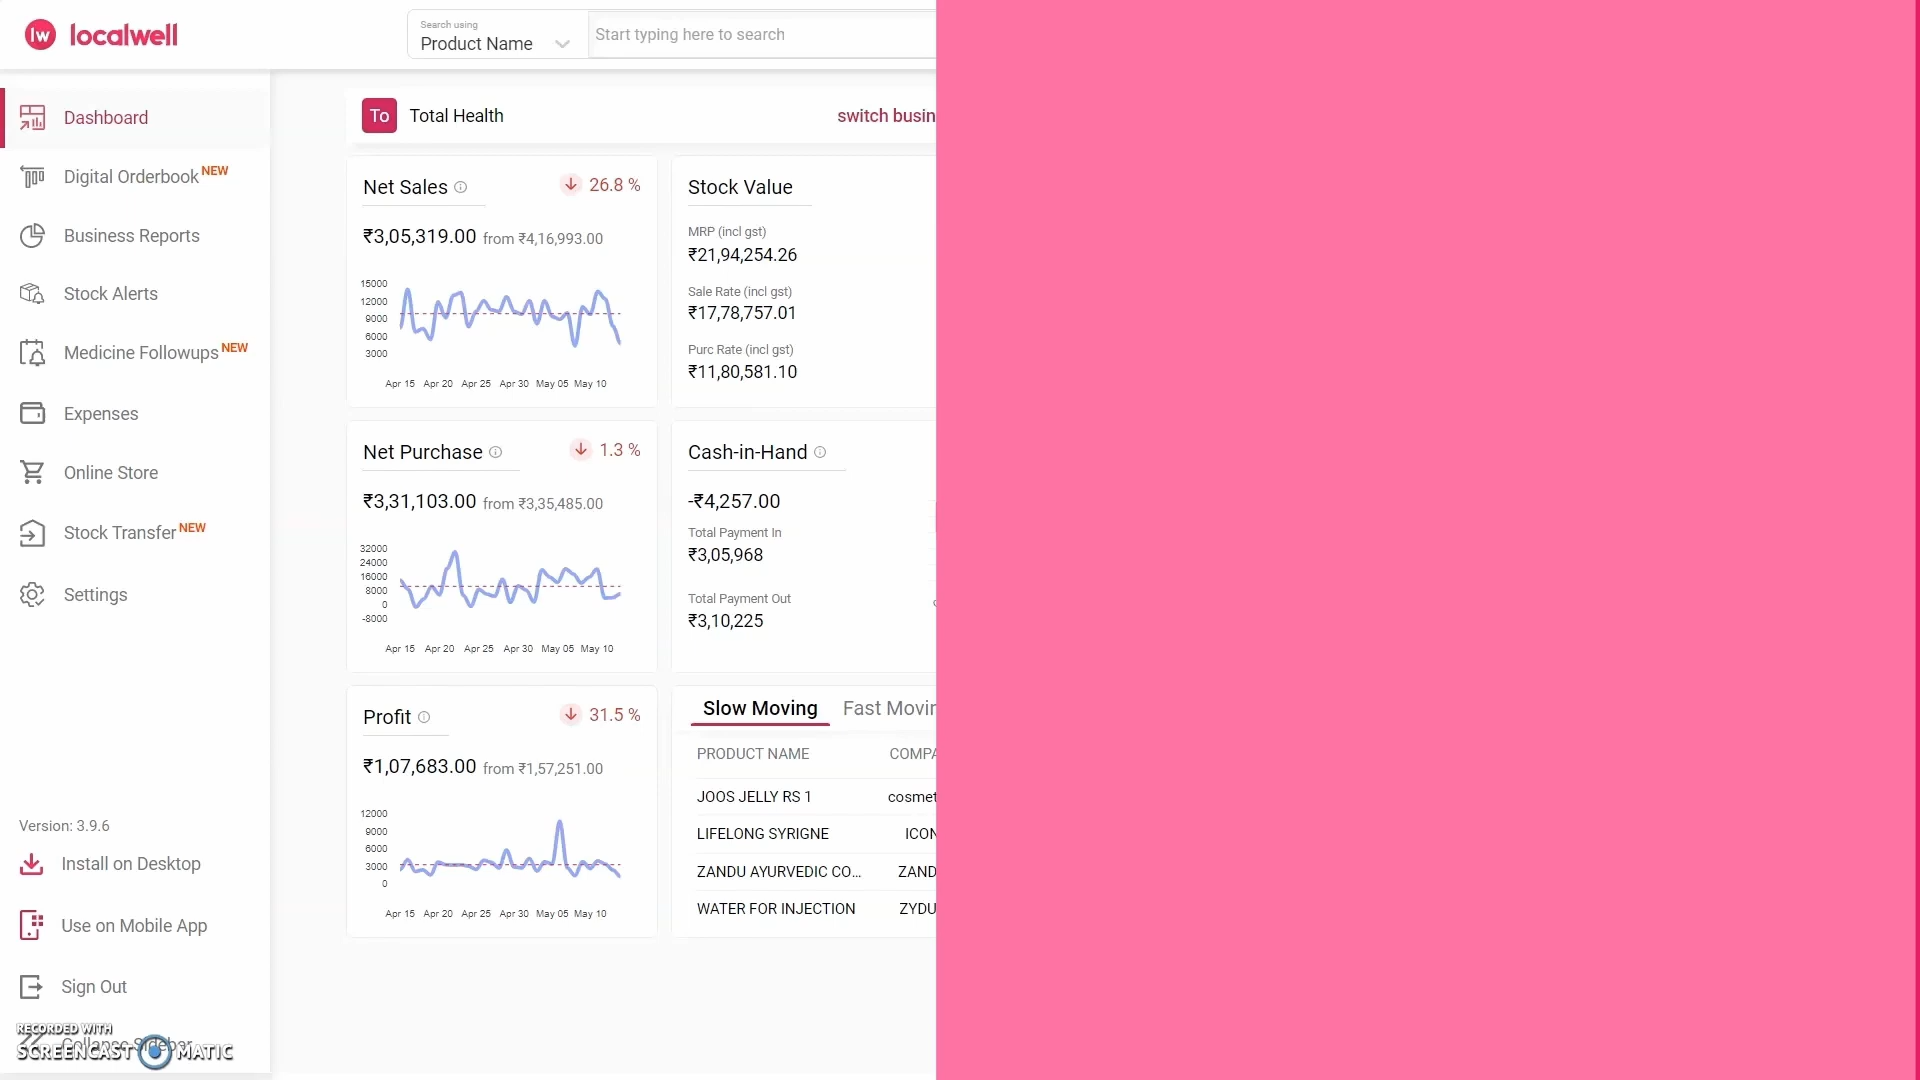 lw localwell
Search using
Product Name
Start typing here to search
Dashboard
Digital Orderbook NEW
Business Reports
Stock Alerts
Medicine Followups NEW
Expenses
Online Store
Stock Transfer NEW
Settings
Version: 3.9.6
Install on Desktop
Use on Mobile App
Sign Out
Collapse Sidebar
RECORDED WITH
SCREENCAST MATIC
To Total Health
switch busin
Net Sales
26.8 %
₹3,05,319.00 from ₹4,16,993.00
15000
12000
9000
6000
3000
Apr 15 Apr 20 Apr 25 Apr 30 May 05 May 10
Stock Value
MRP (incl gst)
₹21,94,254.26
Sale Rate (incl gst)
₹17,78,757.01
Purc Rate (incl gst)
₹11,80,581.10
Net Purchase
1.3 %
₹3,31,103.00 from ₹3,35,485.00
32000
24000
16000
8000
0
-8000
Apr 15 Apr 20 Apr 25 Apr 30 May 05 May 10
Cash-in-Hand
-₹4,257.00
Total Payment In
₹3,05,968
Total Payment Out
₹3,10,225
Profit
31.5 %
₹1,07,683.00 from ₹1,57,251.00
12000
9000
6000
3000
0
Apr 15 Apr 20 Apr 25 Apr 30 May 05 May 10
Slow Moving Fast Movin
PRODUCT NAME COMPA
JOOS JELLY RS 1 cosmet
LIFELONG SYRIGNE ICON
ZANDU AYURVEDIC CO... ZAND
WATER FOR INJECTION ZYDU